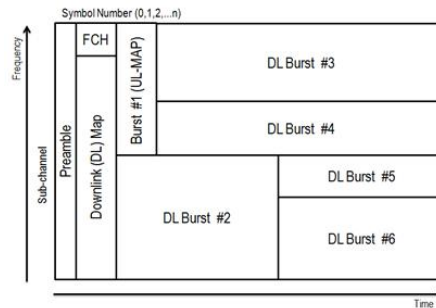 Symbol Number (0,1,2,...n)
Frequency
Sub-channel
Preamble
FCH
Downlink (DL) Map
Burst #1 (UL-MAP)
DL Burst #3
DL Burst #4
DL Burst #2
DL Burst #5
DL Burst #6
Time